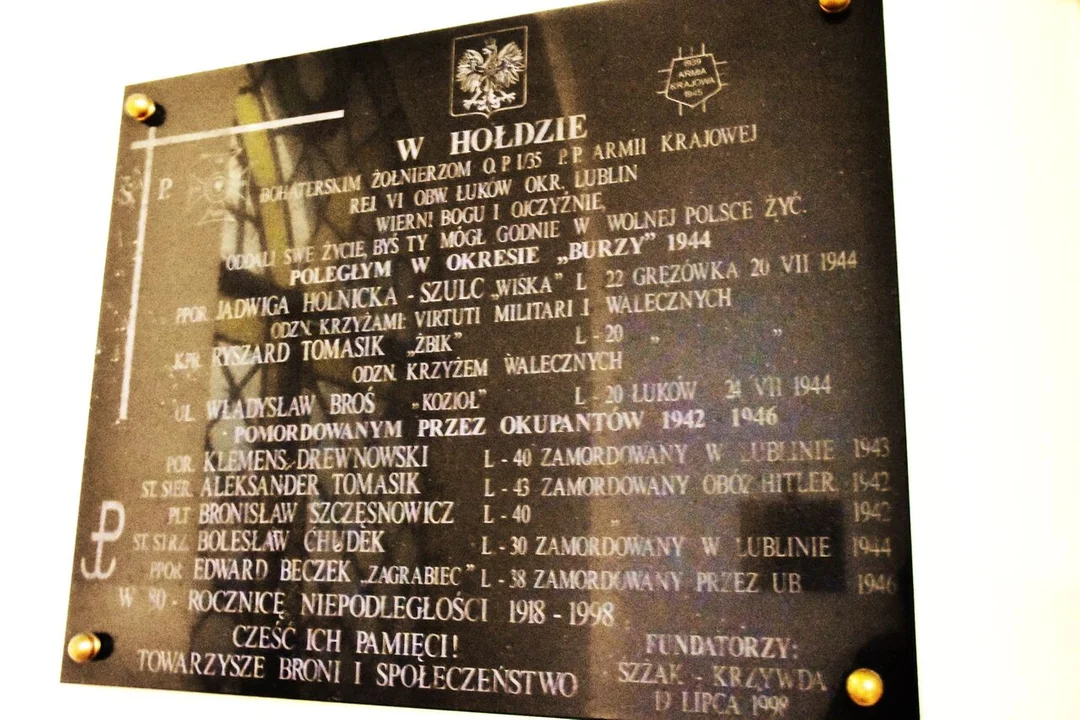 1939
ARMIA
KRAJOWA
1945
W HOŁDZIE
Ś. P.
BOHATERSKIM ŻOŁNIERZOM O.P I/35 P.P. ARMII KRAJOWEJ
REJ. VI OBW. ŁUKÓW OKR. LUBLIN
WIERNI BOGU I OJCZYŹNIE,
ODDALI SWE ŻYCIE, BYŚ TY MÓGŁ GODNIE W WOLNEJ POLSCE ŻYĆ.
POLEGŁYM W OKRESIE „BURZY” 1944
PPOR. JADWIGA HOLNICKA - SZULC „WIŚKA” L 22 GRĘZÓWKA 20 VII 1944
ODZN. KRZYŻAMI: VIRTUTI MILITARI I WALECZNYCH
KPR. RYSZARD TOMASIK „ŻBIK” L - 20 „ ”
ODZN. KRZYŻEM WALECZNYCH
UŁ. WŁADYSŁAW BROŚ „KOZIOŁ” L - 20 ŁUKÓW 24 VII 1944
POMORDOWANYM PRZEZ OKUPANTÓW 1942 - 1946
POR. KLEMENS DREWNOWSKI L - 40 ZAMORDOWANY W LUBLINIE 1943
ST. SIER. ALEKSANDER TOMASIK L - 43 ZAMORDOWANY OBÓZ HITLER. 1942
PLT BRONISŁAW SZCZĘSNOWICZ L - 40 „ 1942
ST. STRZ. BOLESŁAW ĆHUDEK L - 30 ZAMORDOWANY W LUBLINIE 1944
PPOR. EDWARD BECZEK „ZAGRABIEC” L - 38 ZAMORDOWANY PRZEZ UB 1946
W 80 - ROCZNICĘ NIEPODLEGŁOŚCI 1918 - 1998
CZEŚĆ ICH PAMIĘCI!
TOWARZYSZE BRONI I SPOŁECZEŃSTWO
FUNDATORZY:
ŚZŻAK - KRZYWDA
19 LIPCA 1998